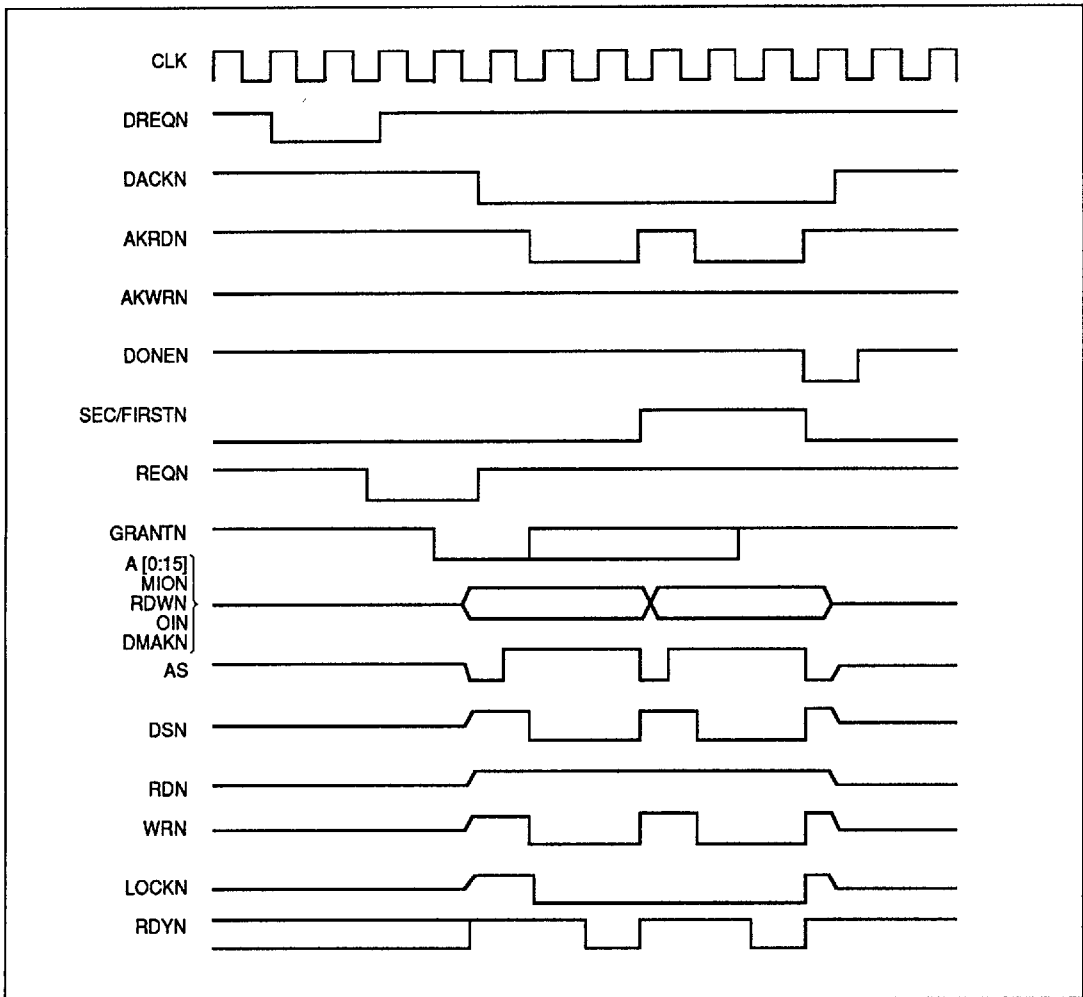 CLK
DREQN
DACKN
AKRDN
AKWRN
DONEN
SEC/FIRSTN
REQN
GRANTN
A [0:15]
MION
RDWN
OIN
DMAKN
AS
DSN
RDN
WRN
LOCKN
RDYN